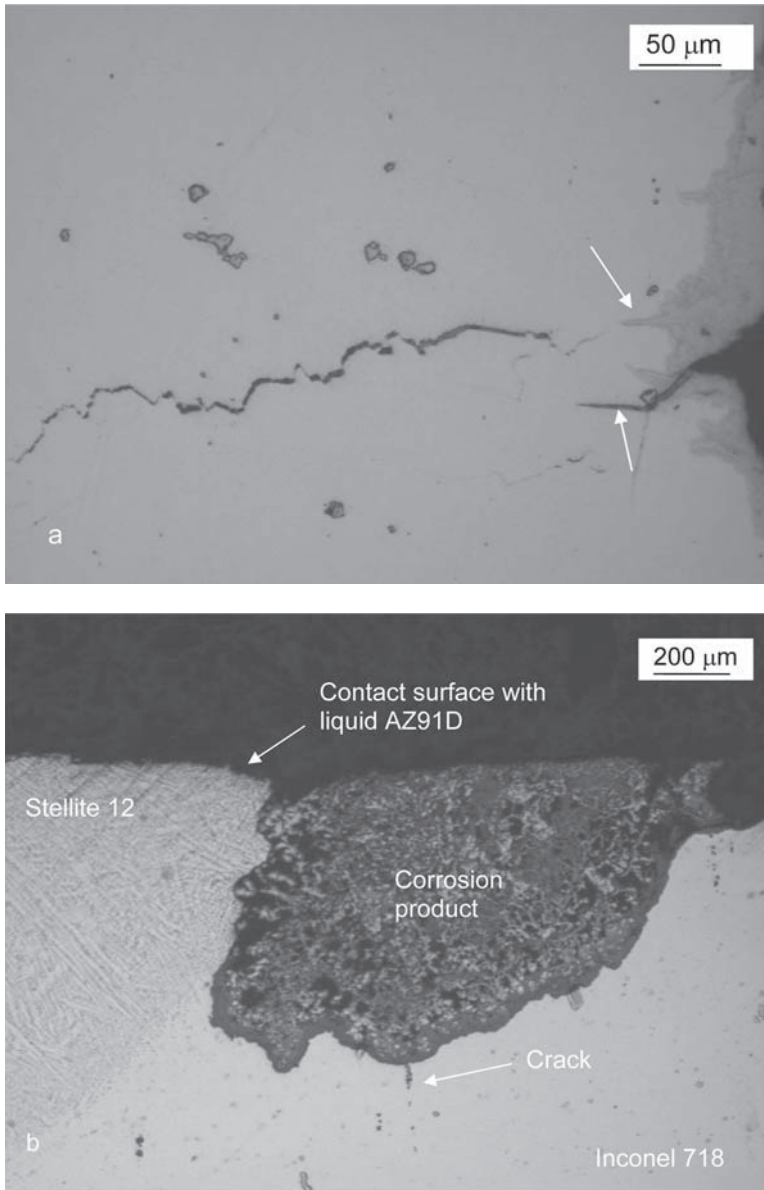 50 μm
a
200 μm
Contact surface with
liquid AZ91D
Stellite 12
Corrosion
product
Crack
b
Inconel 718